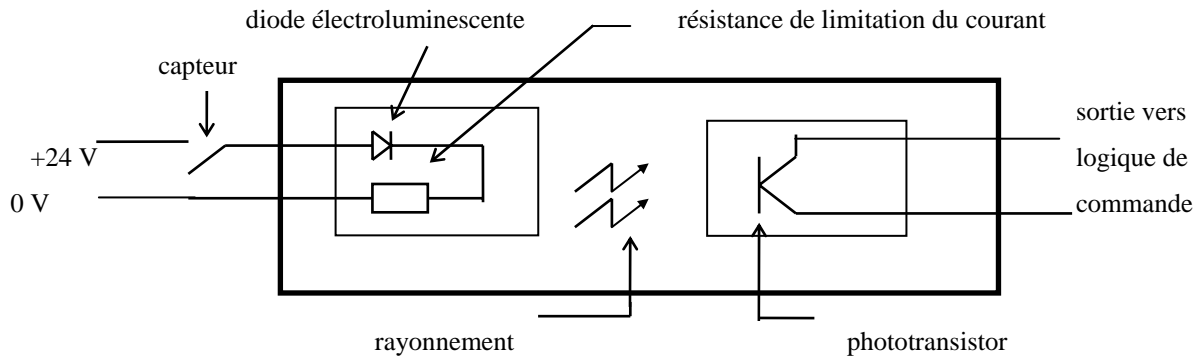 diode électroluminescente
résistance de limitation du courant
capteur
sortie vers
logique de
commande
+24 V
0 V
rayonnement
phototransistor